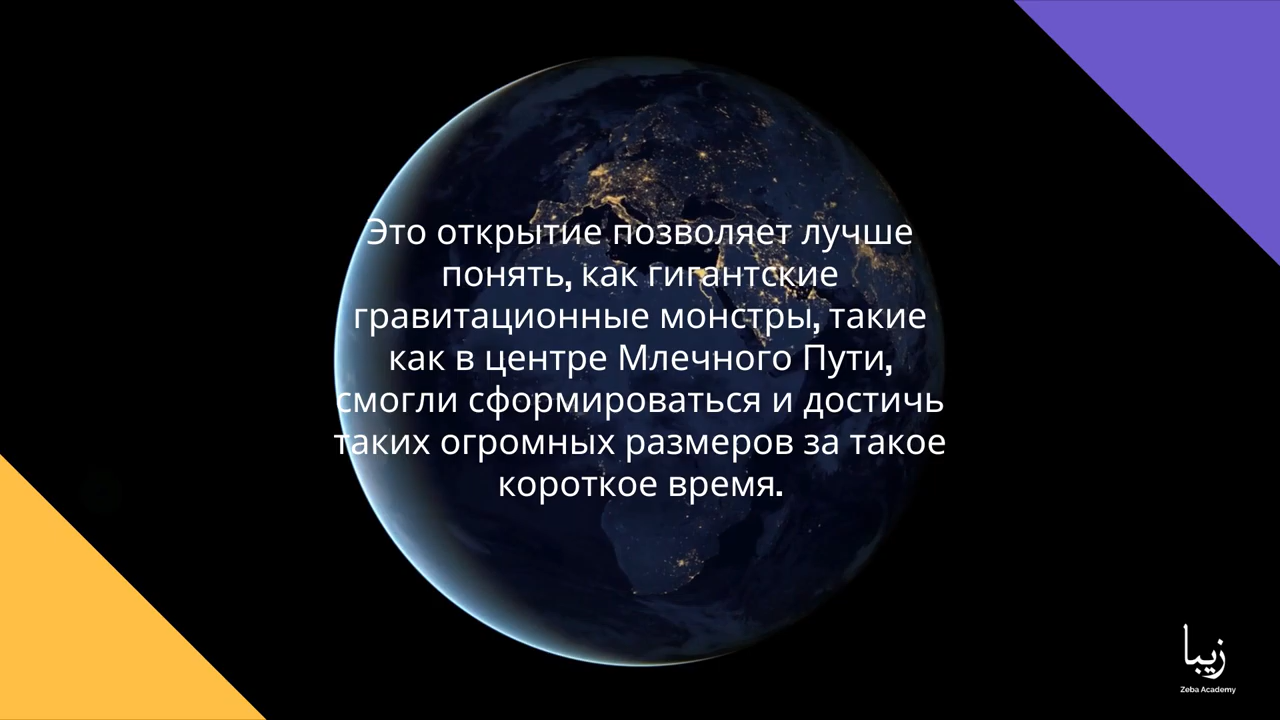 Это открытие позволяет лучше
понять, как гигантские
гравитационные монстры, такие
как в центре Млечного Пути,
смогли сформироваться и достичь
таких огромных размеров за такое
короткое время.
زیبا
Zeba Academy